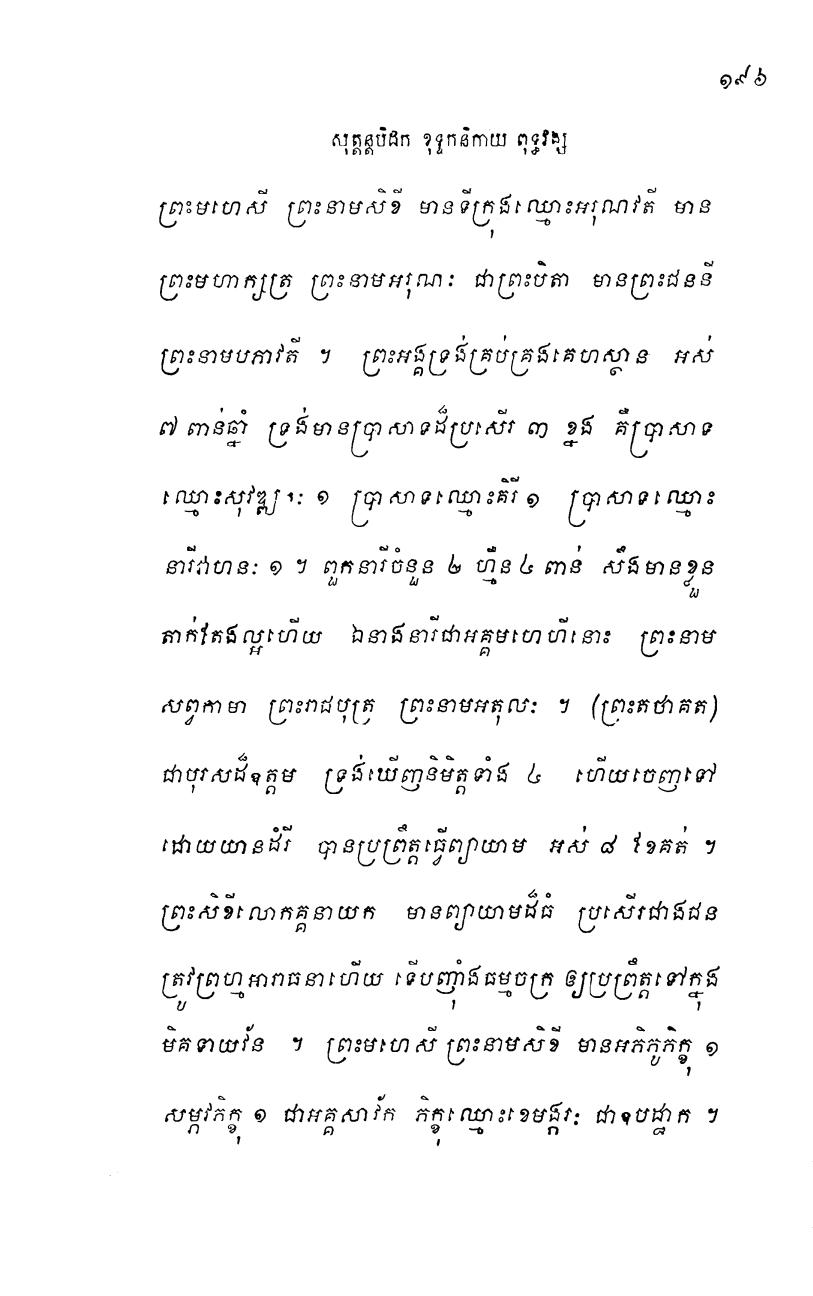 ១៩៦
សុត្តន្តបិដក ខុទ្ទកនិកាយ ពុទ្ធវង្ស
ព្រះមហេសី ព្រះនាមសិខី មានទីក្រុងឈ្មោះអរុណវតី មាន
ព្រះមហាក្សត្រ ព្រះនាមអរុណៈ ជាព្រះបិតា មានព្រះជននី
ព្រះនាមបភាវតី ។ ព្រះអង្គទ្រង់គ្រប់គ្រងគេហស្ថាន អស់
៧ ពាន់ឆ្នាំ ទ្រង់មានប្រាសាទដ៏ប្រសើរ ៣ ខ្នង គឺប្រាសាទ
ឈ្មោះសុវឌ្ឍៈ ១ ប្រាសាទឈ្មោះគិរី ១ ប្រាសាទឈ្មោះ
នារីវាហនៈ ១ ។ ពួកនារីចំនួន ២ ហ្មឺន ៤ ពាន់ សឹងមានខ្លួន
តាក់តែងល្អហើយ ឯនាងនារីជាអគ្គមហេហីនោះ ព្រះនាម
សព្វកាមា ព្រះរាជបុត្រ ព្រះនាមអតុលៈ ។ (ព្រះតថាគត)
ជាបុរសដ៏ឧត្តម ទ្រង់ឃើញនិមិត្តទាំង ៤ ហើយចេញទៅ
ដោយយានដំរី បានប្រព្រឹត្តធ្វើព្យាយាម អស់ ៨ ខែគត់ ។
ព្រះសិខីលោកគ្គនាយក មានព្យាយាមដ៏ធំ ប្រសើរជាងជន
ត្រូវព្រហ្មអារាធនាហើយ ទើបញ៉ាំងធម្មចក្រ ឲ្យប្រព្រឹត្តទៅក្នុង
មិគទាយវ័ន ។ ព្រះមហេសី ព្រះនាមសិខី មានអភិភូភិក្ខុ ១
សម្ភវភិក្ខុ ១ ជាអគ្គសាវ័ក ភិក្ខុឈ្មោះខេមង្ករៈ ជាឧបដ្ឋាក ។